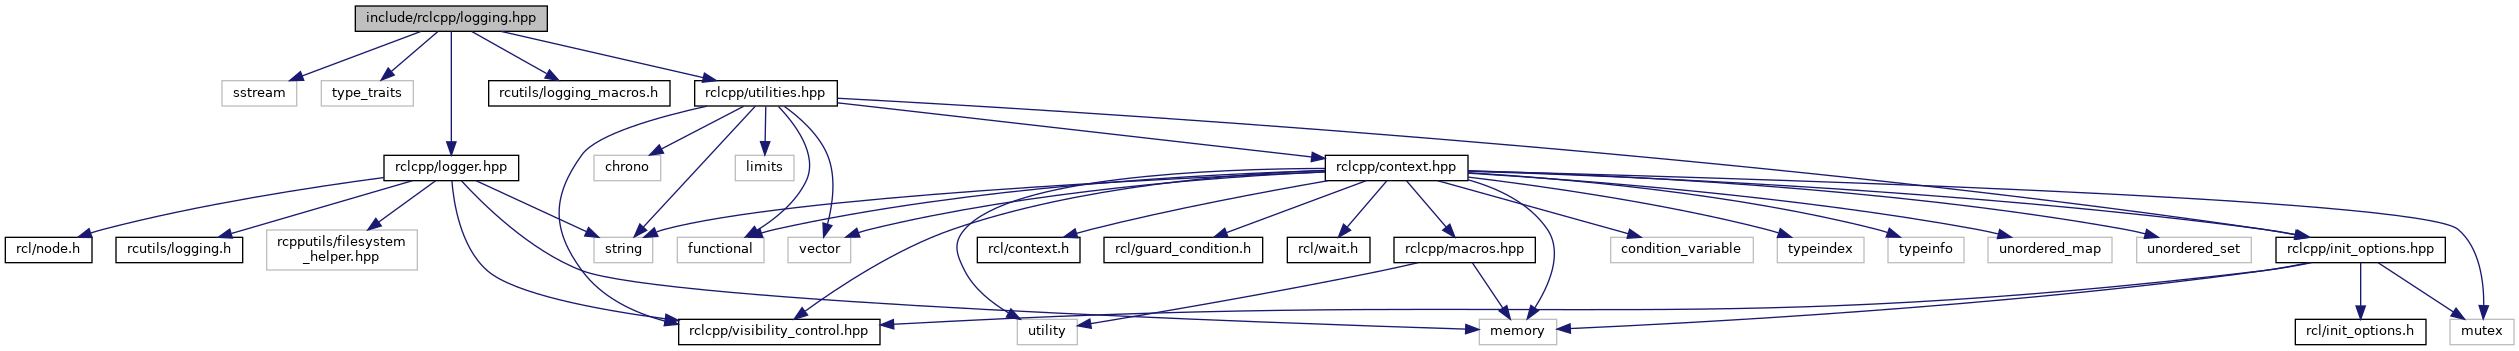 include/rclcpp/logging.hpp
sstream
type_traits
rcutils/logging_macros.h
rclcpp/utilities.hpp
rclcpp/logger.hpp
chrono
limits
rclcpp/context.hpp
rcl/node.h
rcutils/logging.h
rcpputils/filesystem
_helper.hpp
string
functional
vector
rcl/context.h
rcl/guard_condition.h
rcl/wait.h
rclcpp/macros.hpp
condition_variable
typeindex
typeinfo
unordered_map
unordered_set
rclcpp/init_options.hpp
rclcpp/visibility_control.hpp
utility
memory
rcl/init_options.h
mutex